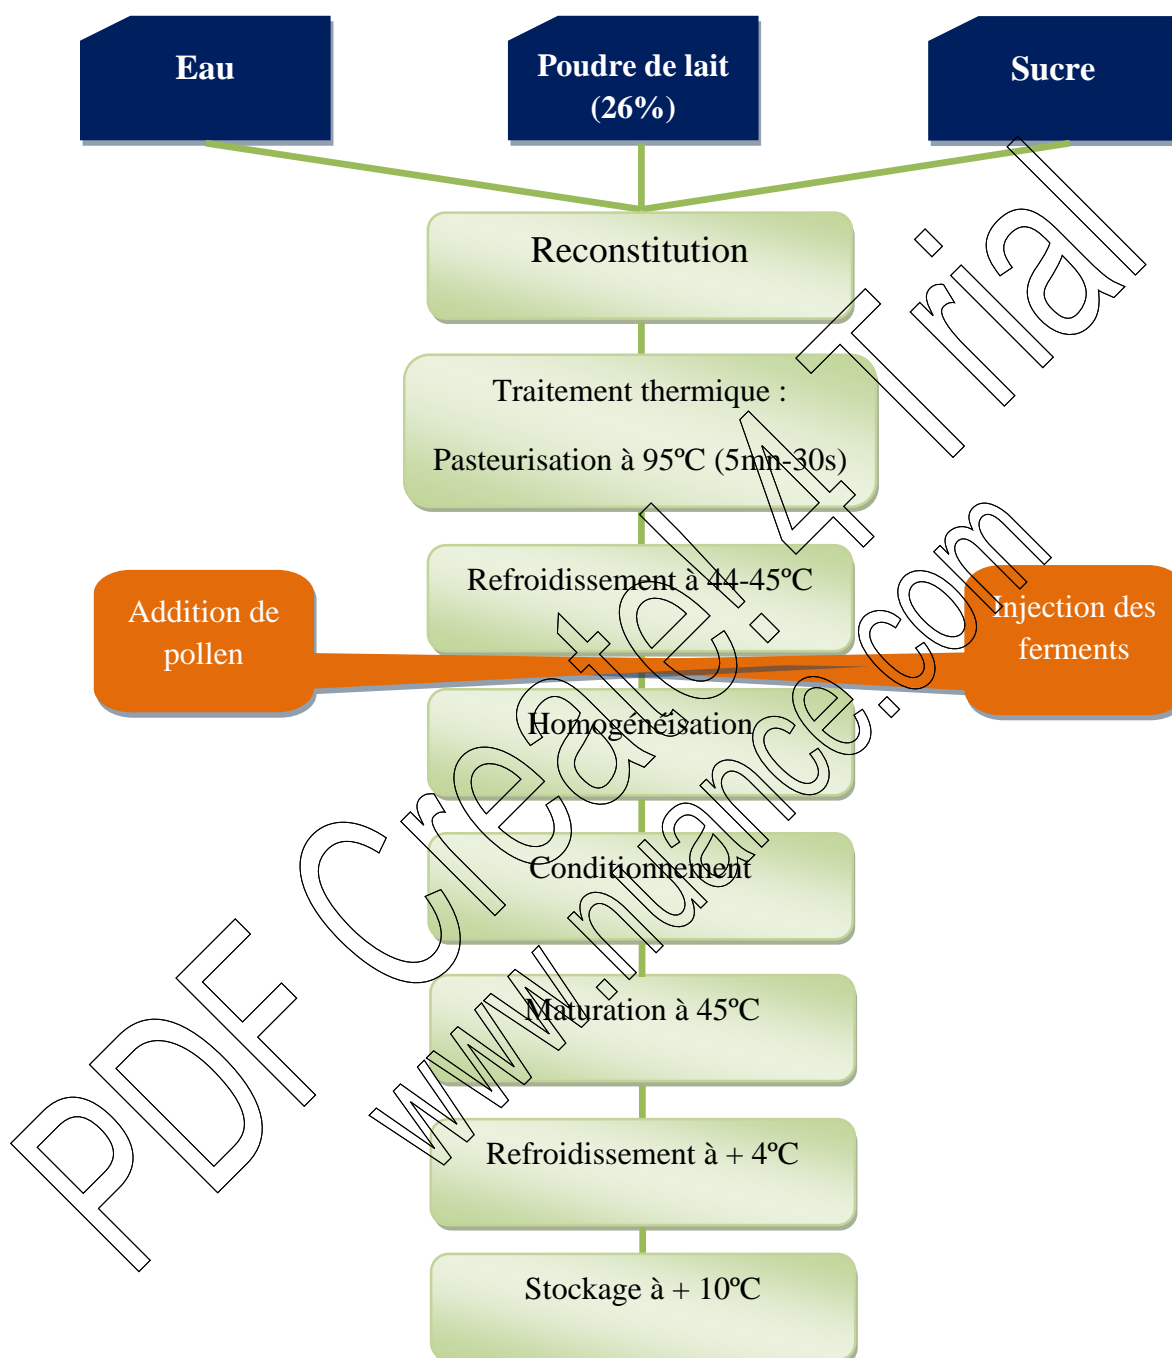 Eau
Poudre de lait
(26%)
Sucre
Reconstitution
Traitement thermique :
Pasteurisation à 95ºC (5mn-30s)
Refroidissement à 44-45ºC
Addition de
pollen
Injection des
ferments
Homogénéisation
Conditionnement
Maturation à 45ºC
Refroidissement à + 4ºC
Stockage à + 10ºC
PDF Create! 4 Trial
www.nuance.com